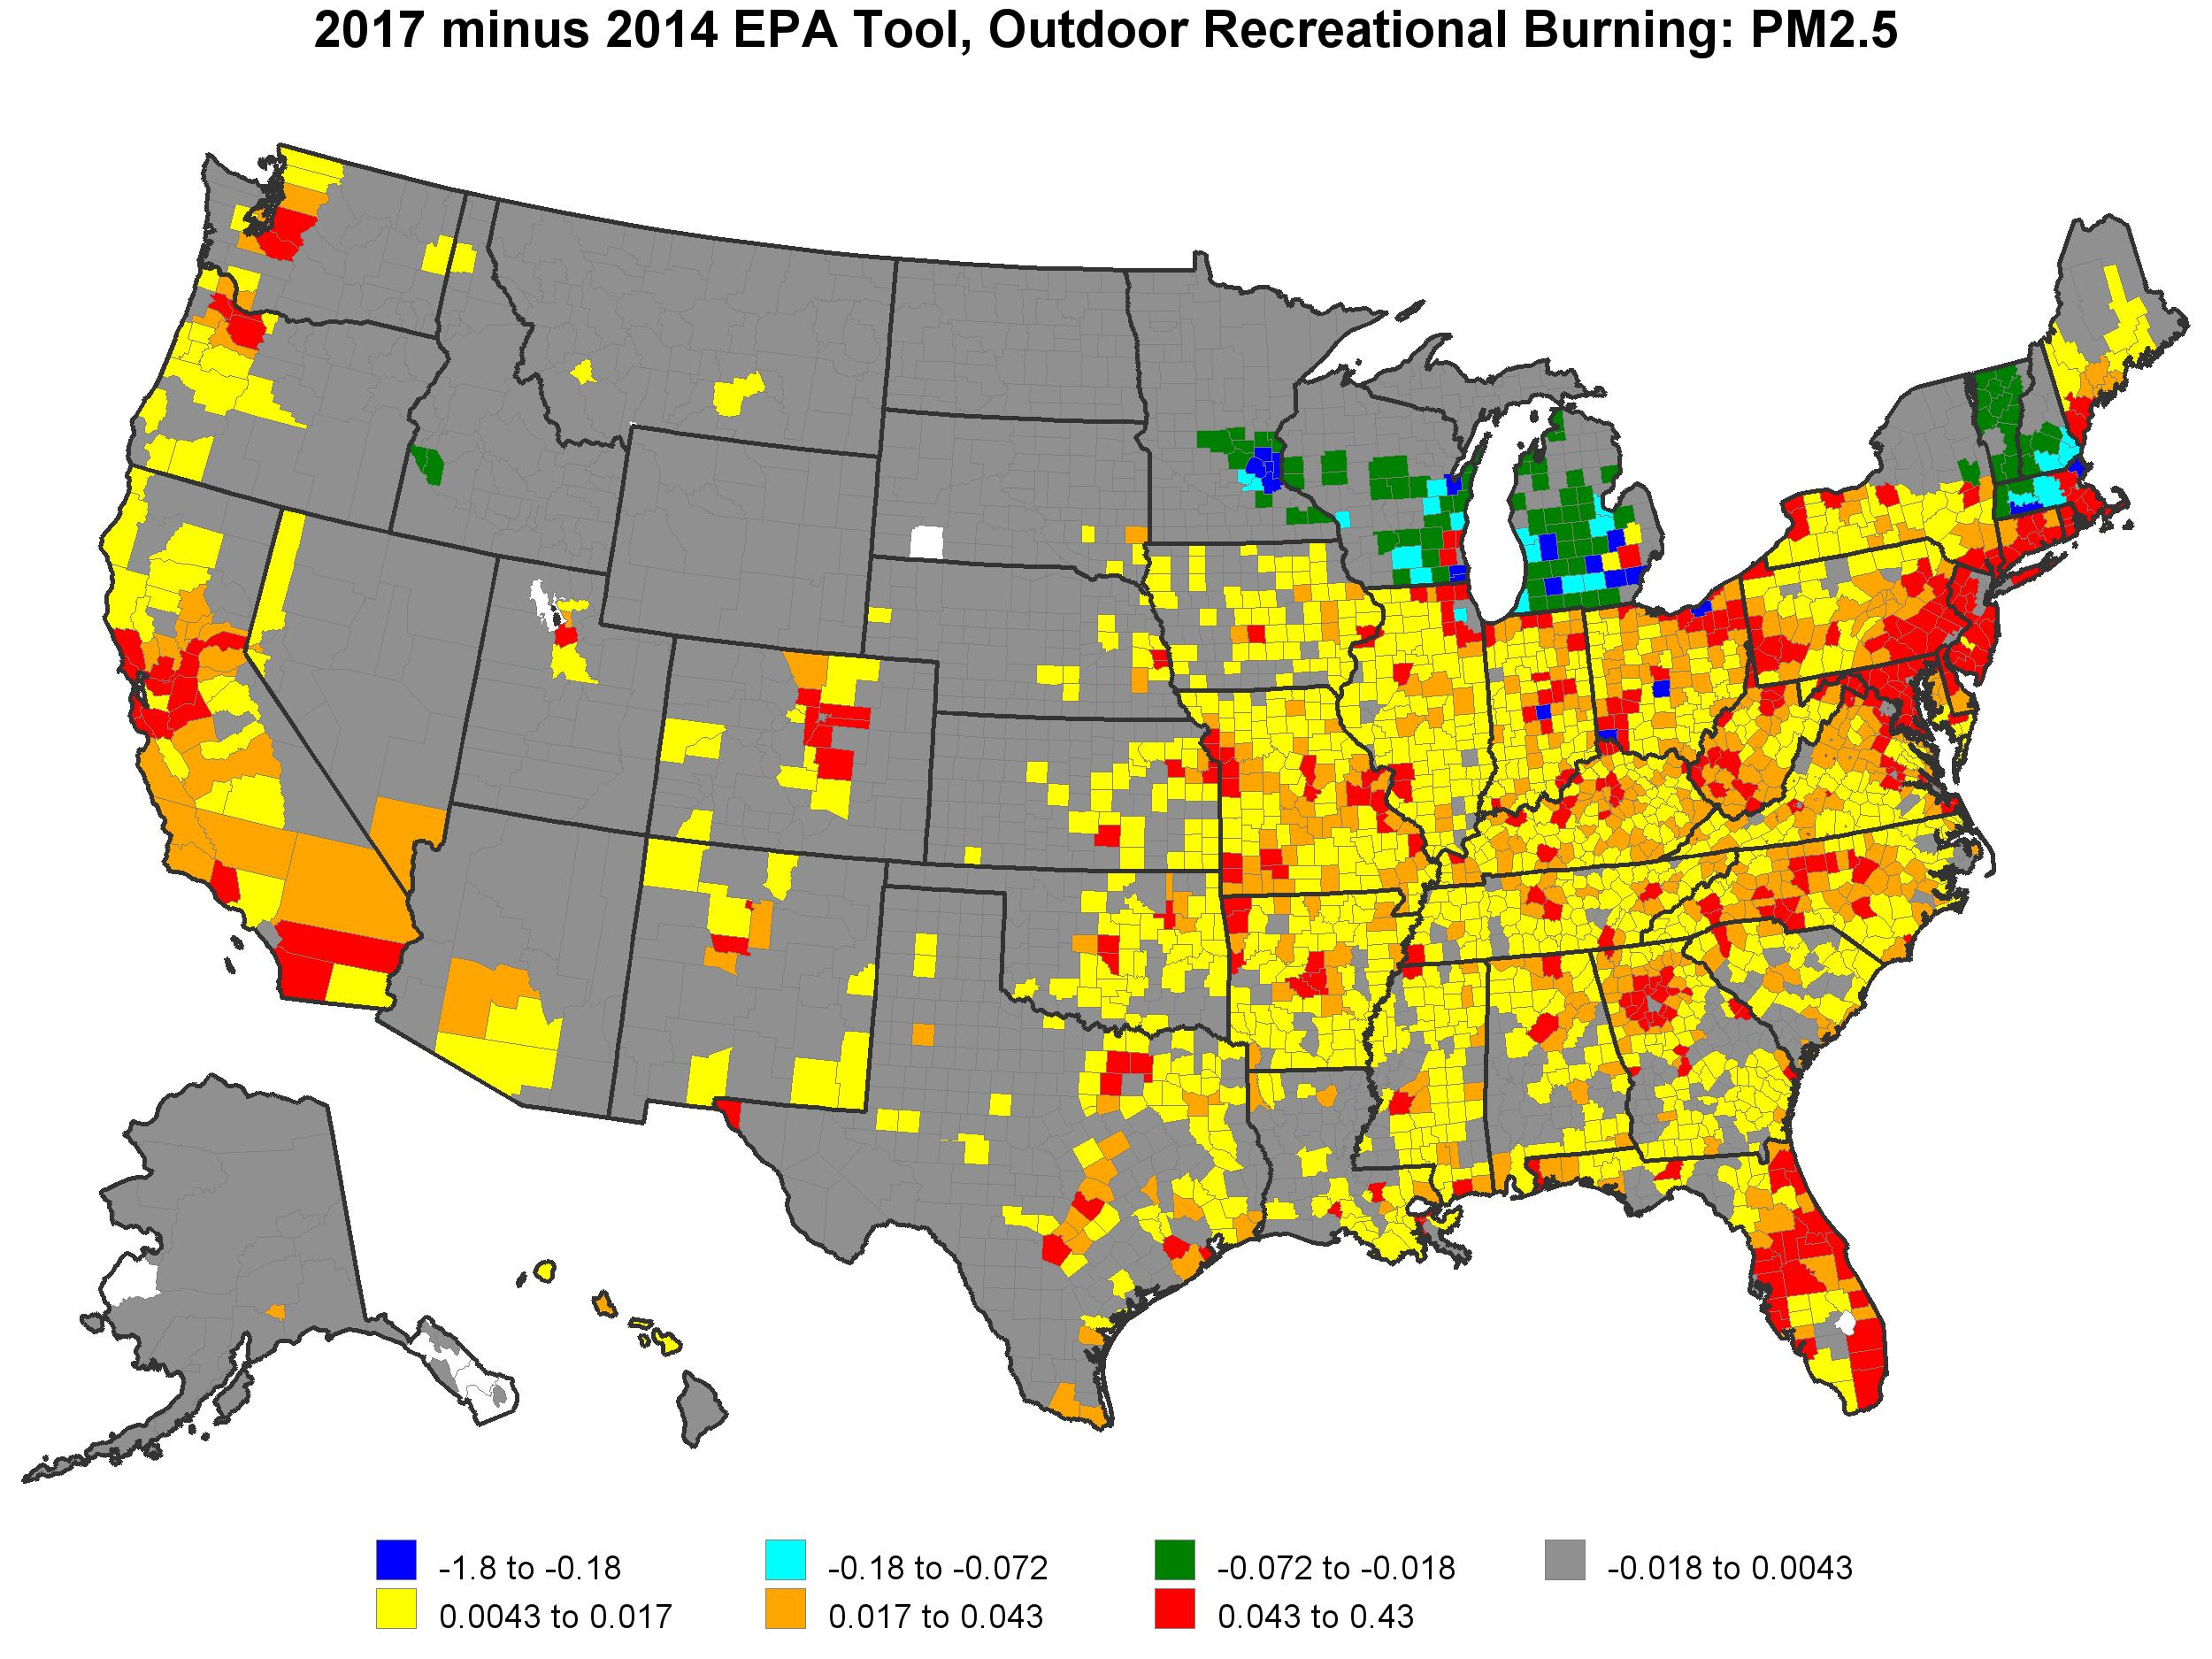 2017 minus 2014 EPA Tool, Outdoor Recreational Burning: PM2.5
-1.8 to -0.18 -0.18 to -0.072 -0.072 to -0.018 -0.018 to 0.0043
0.0043 to 0.017 0.017 to 0.043 0.043 to 0.43